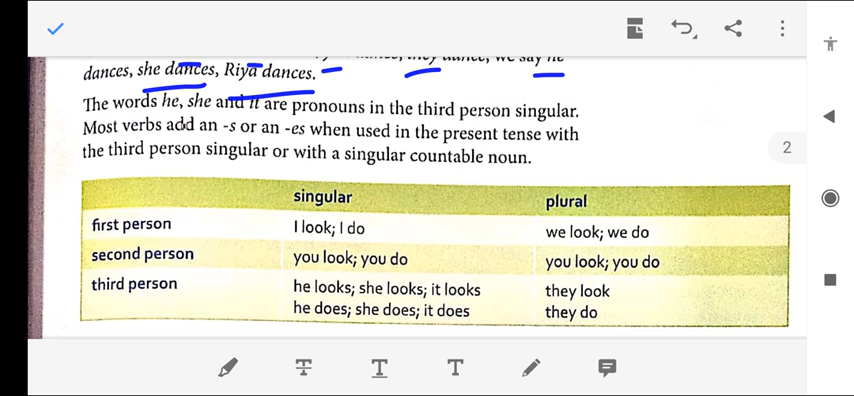 dance, we say he
dances, she dances, Riya dances.
The words he, she and it are pronouns in the third person singular.
Most verbs add an -s or an -es when used in the present tense with
the third person singular or with a singular countable noun.
2
singular plural
first person I look; I do we look; we do
second person you look; you do you look; you do
third person he looks; she looks; it looks they look
he does; she does; it does they do